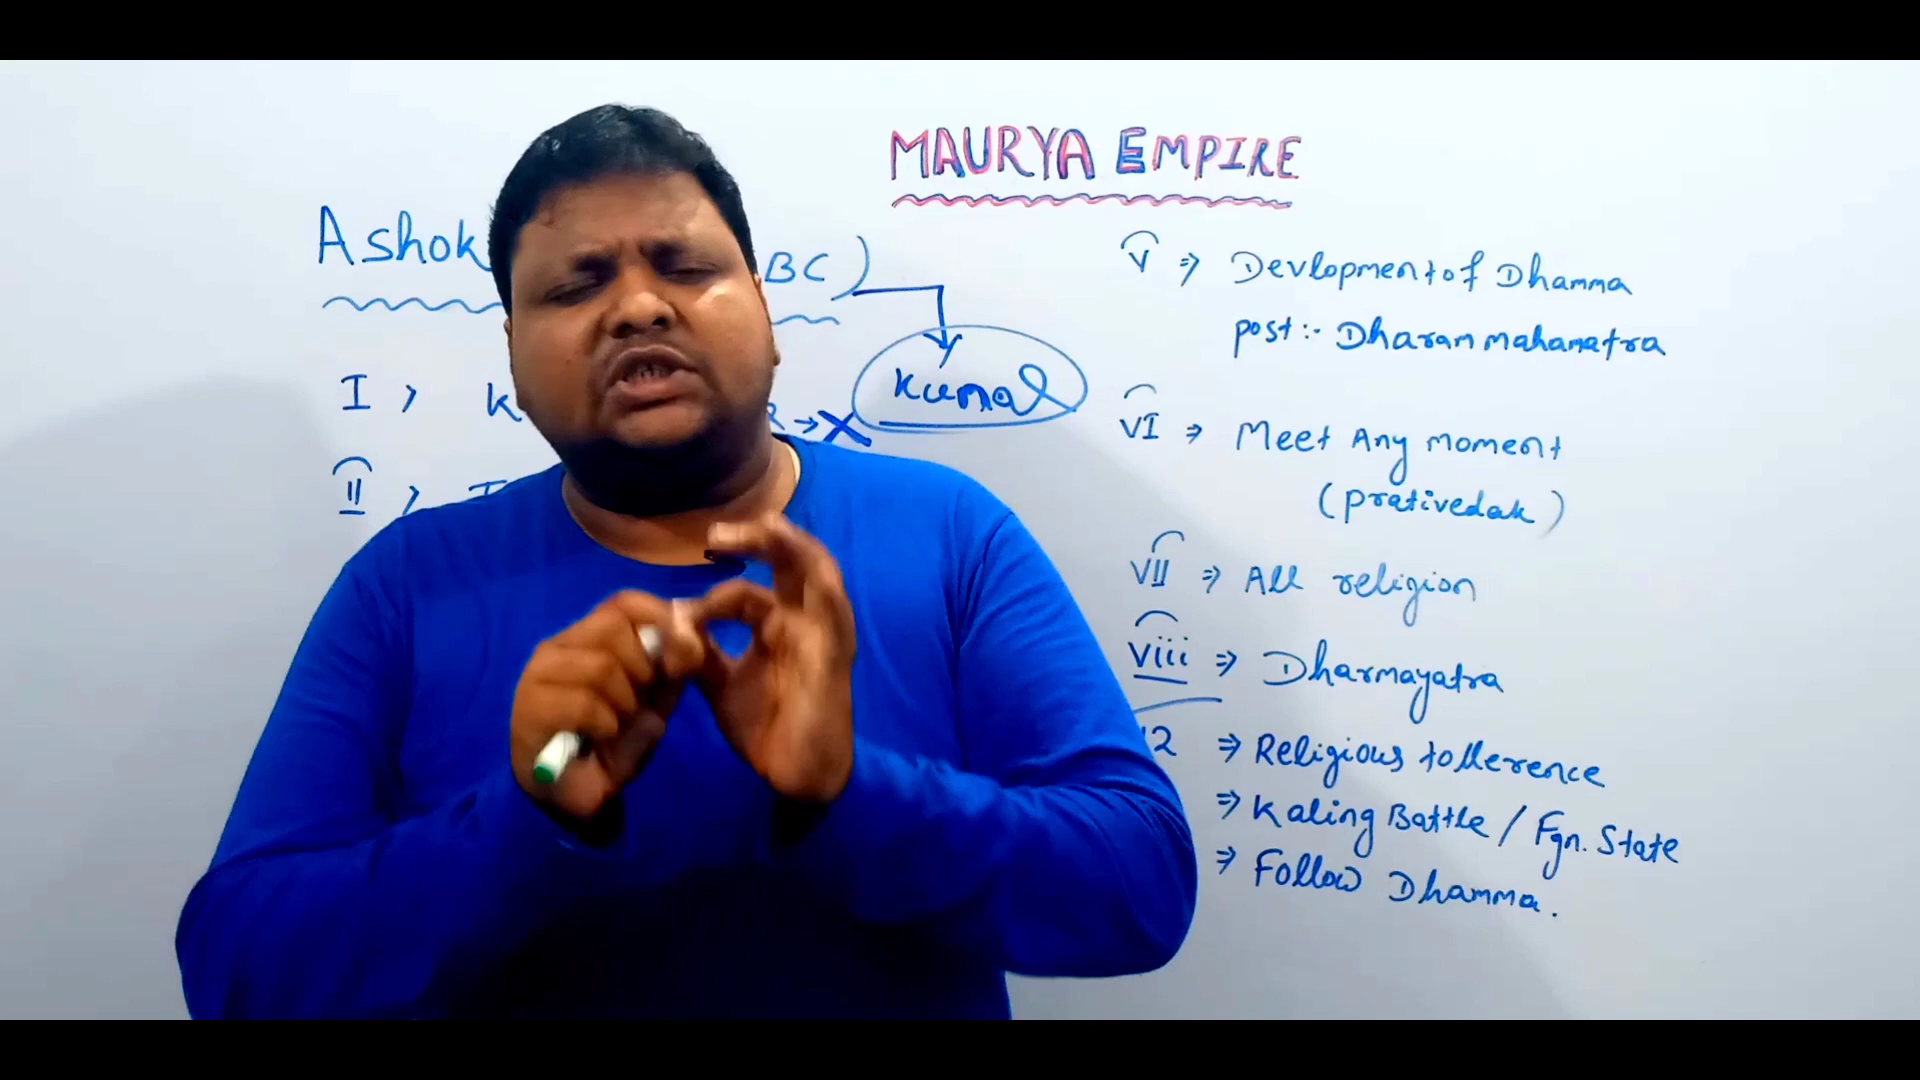 MAURYA EMPIRE
Ashok BC)
Kunal
I >
II >
V ⇒ Devlopment of Dhamma
post:- Dharam mahamatra
VI ⇒ Meet Any moment
(prativedak)
VII ⇒ All religion
viii ⇒ Dharmayatra
12 ⇒ Religious tollerence
⇒ Kaling Battle / Fgn. State
⇒ Follow Dhamma.